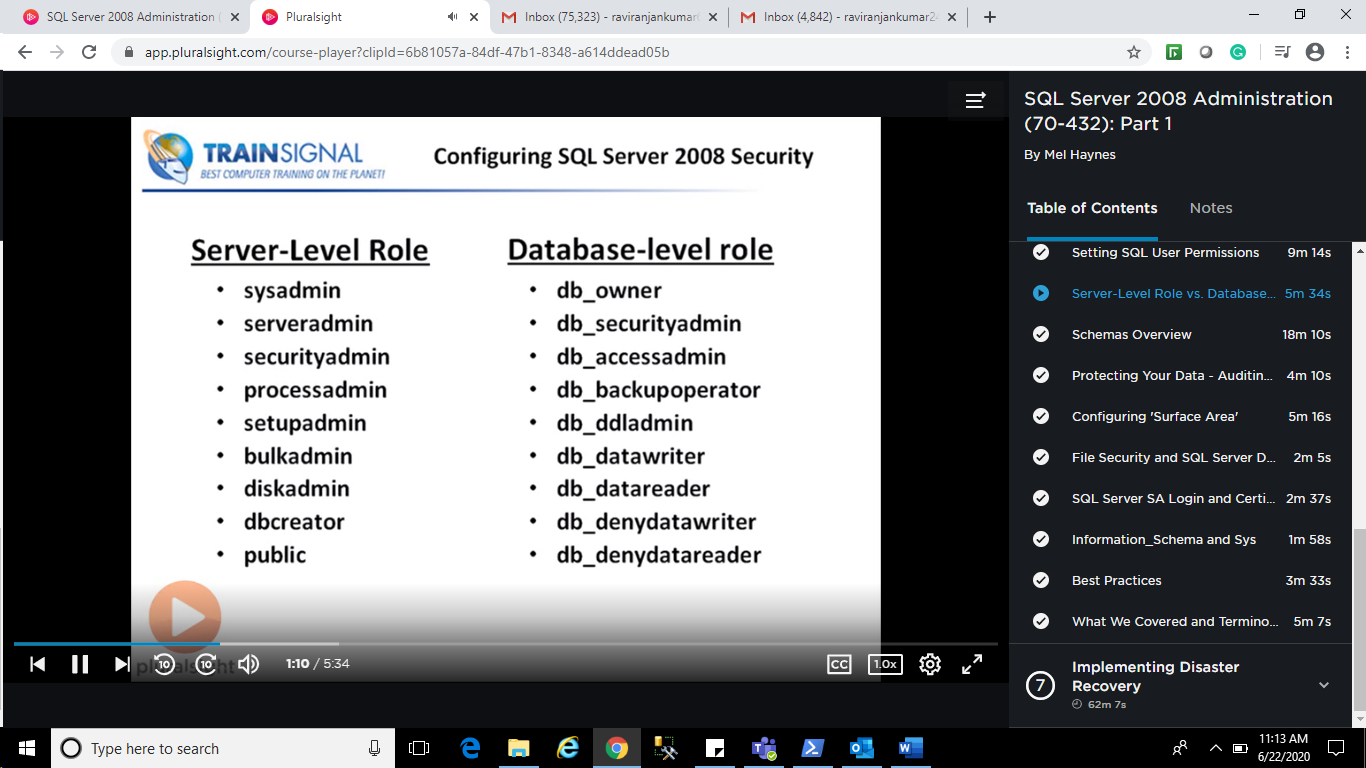 SQL Server 2008 Administration (
Pluralsight
Inbox (75,323) - raviranjankumar
Inbox (4,842) - raviranjankumar2
app.pluralsight.com/course-player?clipId=6b81057a-84df-47b1-8348-a614ddead05b
TRAINSIGNAL
BEST COMPUTER TRAINING ON THE PLANET!
Configuring SQL Server 2008 Security
Server-Level Role
• sysadmin
• serveradmin
• securityadmin
• processadmin
• setupadmin
• bulkadmin
• diskadmin
• dbcreator
• public
Database-level role
• db_owner
• db_securityadmin
• db_accessadmin
• db_backupoperator
• db_ddladmin
• db_datawriter
• db_datareader
• db_denydatawriter
• db_denydatareader
pluralsight
10
10
1:10 / 5:34
CC
1.0x
SQL Server 2008 Administration
(70-432): Part 1
By Mel Haynes
Table of Contents
Notes
Setting SQL User Permissions 9m 14s
Server-Level Role vs. Database... 5m 34s
Schemas Overview 18m 10s
Protecting Your Data - Auditin... 4m 10s
Configuring 'Surface Area' 5m 16s
File Security and SQL Server D... 2m 5s
SQL Server SA Login and Certi... 2m 37s
Information_Schema and Sys 1m 58s
Best Practices 3m 33s
What We Covered and Termino... 5m 7s
7
Implementing Disaster
Recovery
62m 7s
Type here to search
11:13 AM
6/22/2020